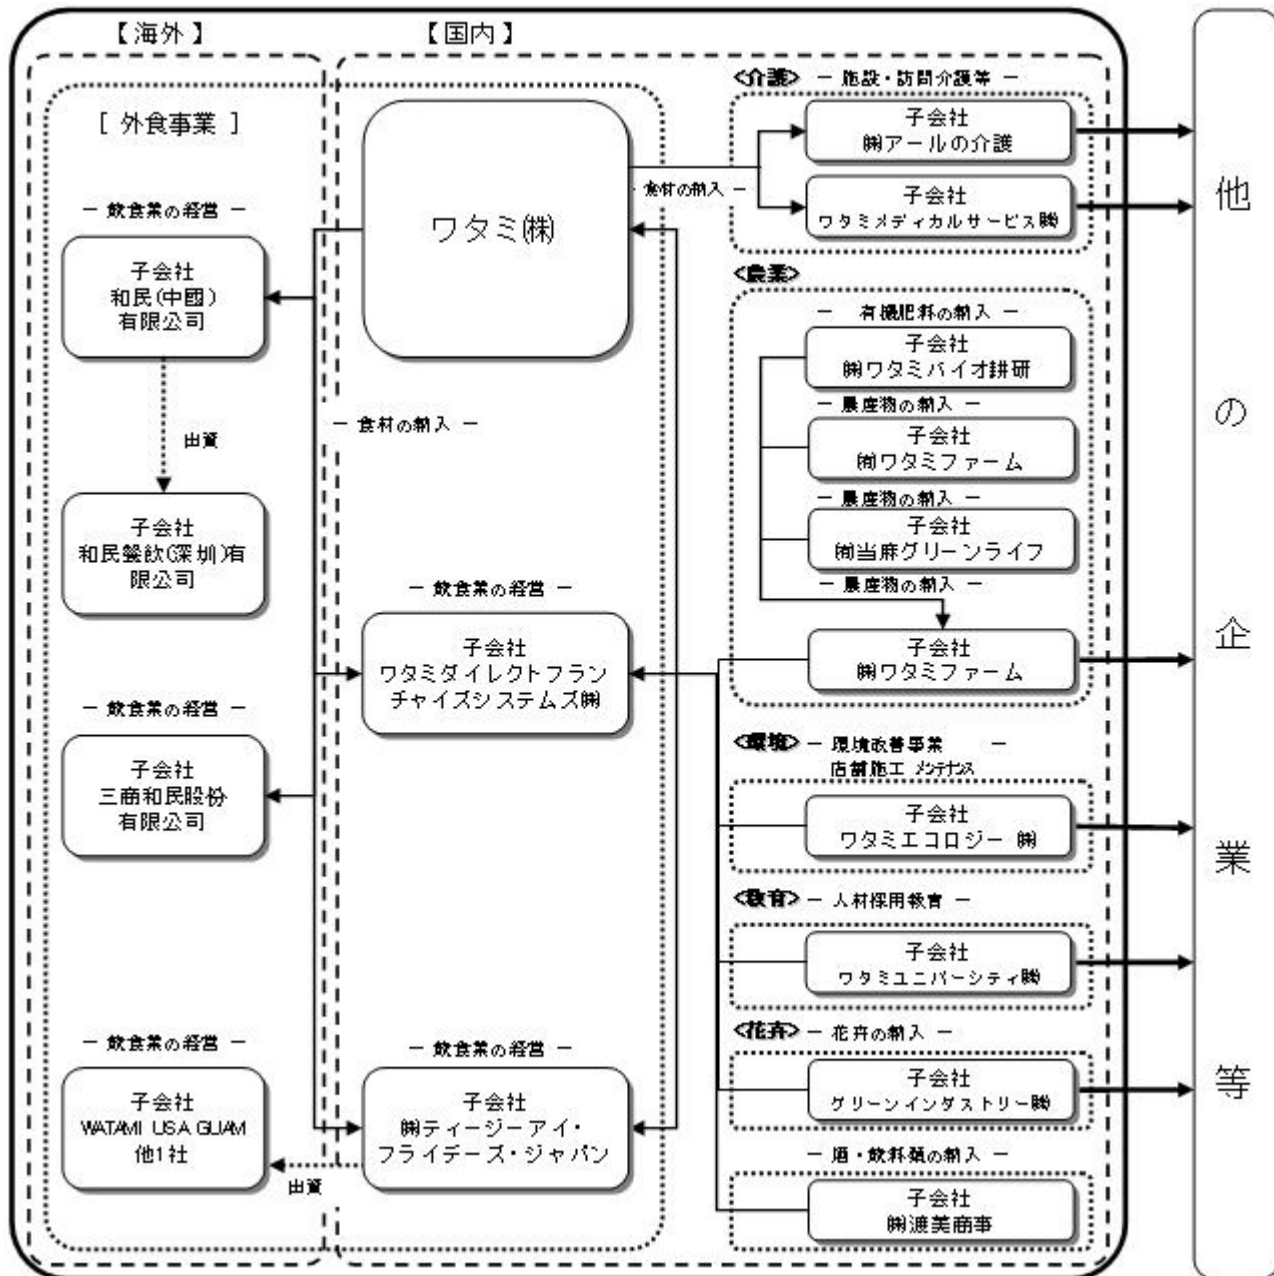 【海外】
【国内】
[ 外食事業 ]
ワタミ㈱
― 飲食業の経営 ―
子会社
和民(中國)
有限公司
出資
子会社
和民餐飲(深圳)有
限公司
― 飲食業の経営 ―
子会社
三商和民股份
有限公司
― 飲食業の経営 ―
子会社
WATAMI USA GUAM
他1社
出資
― 食材の納入 ―
― 飲食業の経営 ―
子会社
ワタミダイレクトフラン
チャイズシステムズ㈱
― 飲食業の経営 ―
子会社
㈱ティージーアイ・
フライデーズ・ジャパン
― 食材の納入 ―
<介護> ― 施設・訪問介護等 ―
子会社
㈱アールの介護
子会社
ワタミメディカルサービス㈱
<農業>
― 有機肥料の納入 ―
子会社
㈱ワタミバイオ耕研
― 農産物の納入 ―
子会社
㈲ワタミファーム
― 農産物の納入 ―
子会社
㈲当麻グリーンライフ
― 農産物の納入 ―
子会社
㈱ワタミファーム
<環境> ― 環境改善事業 ―
店舗施工 メンテナンス
子会社
ワタミエコロジー ㈱
<教育> ― 人材採用教育 ―
子会社
ワタミユニバーシティ㈱
<花卉> ― 花卉の納入 ―
子会社
グリーンインダストリー㈱
― 酒・飲料類の納入 ―
子会社
㈱渡美商事
他の企業等